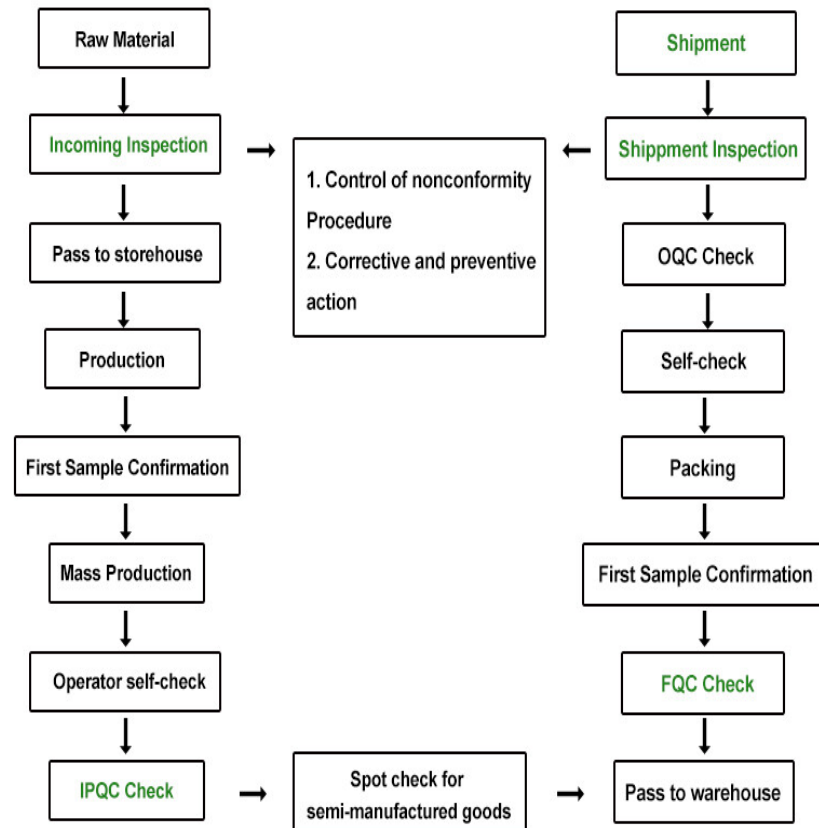 Raw Material
Incoming Inspection
Pass to storehouse
Production
First Sample Confirmation
Mass Production
Operator self-check
IPQC Check
1. Control of nonconformity
Procedure
2. Corrective and preventive
action
Spot check for
semi-manufactured goods
Shipment
Shippment Inspection
OQC Check
Self-check
Packing
First Sample Confirmation
FQC Check
Pass to warehouse